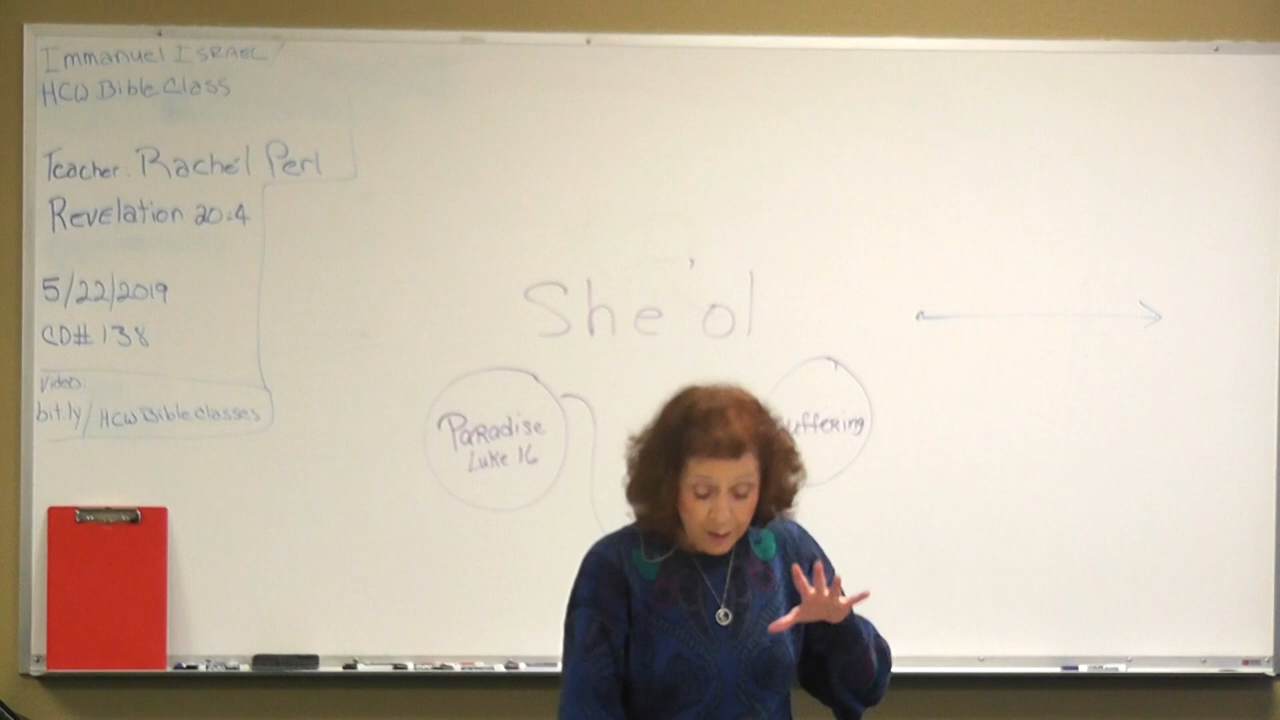 Immanuel ISRAEL/
HCW Bible Class
Teacher: Rachel Perl
Revelation 20:4
5/22/2019
CD# 138
Video:
bit.ly/HCWBibleclasses
She'ol
Paradise
Luke 16
uffering